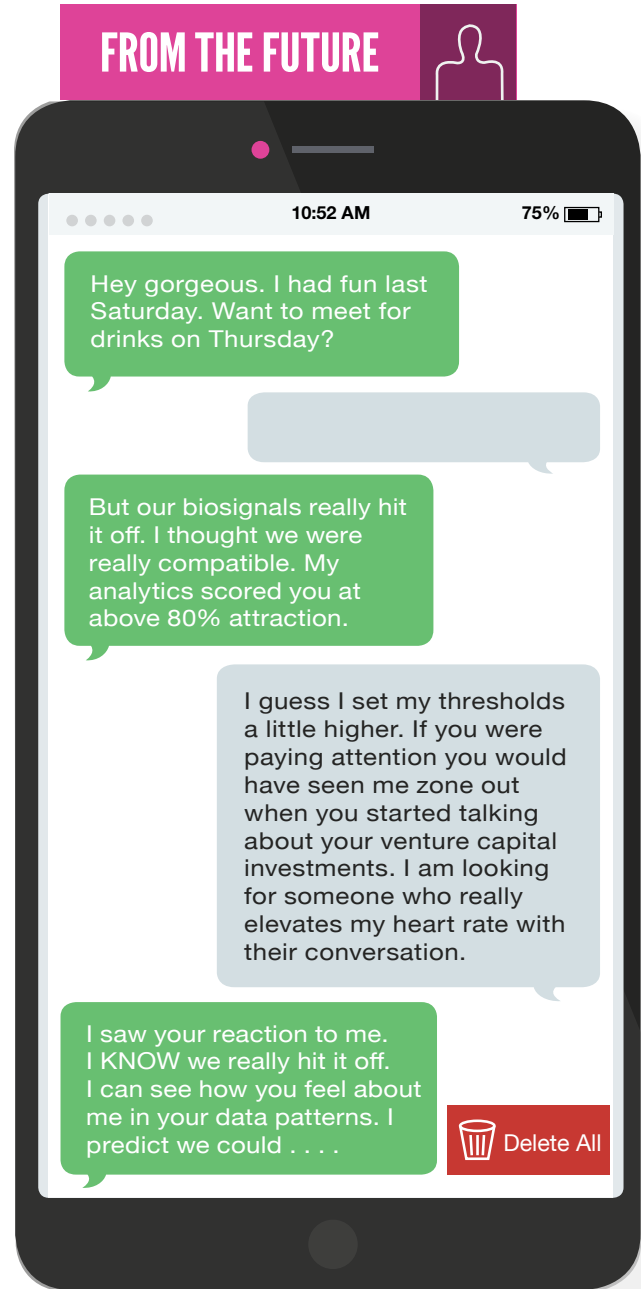 FROM THE FUTURE
10:52 AM
75%
Hey gorgeous. I had fun last
Saturday. Want to meet for
drinks on Thursday?
But our biosignals really hit
it off. I thought we were
really compatible. My
analytics scored you at
above 80% attraction.
I guess I set my thresholds
a little higher. If you were
paying attention you would
have seen me zone out
when you started talking
about your venture capital
investments. I am looking
for someone who really
elevates my heart rate with
their conversation.
I saw your reaction to me.
I KNOW we really hit it off.
I can see how you feel about
me in your data patterns. I
predict we could . . . .
Delete All